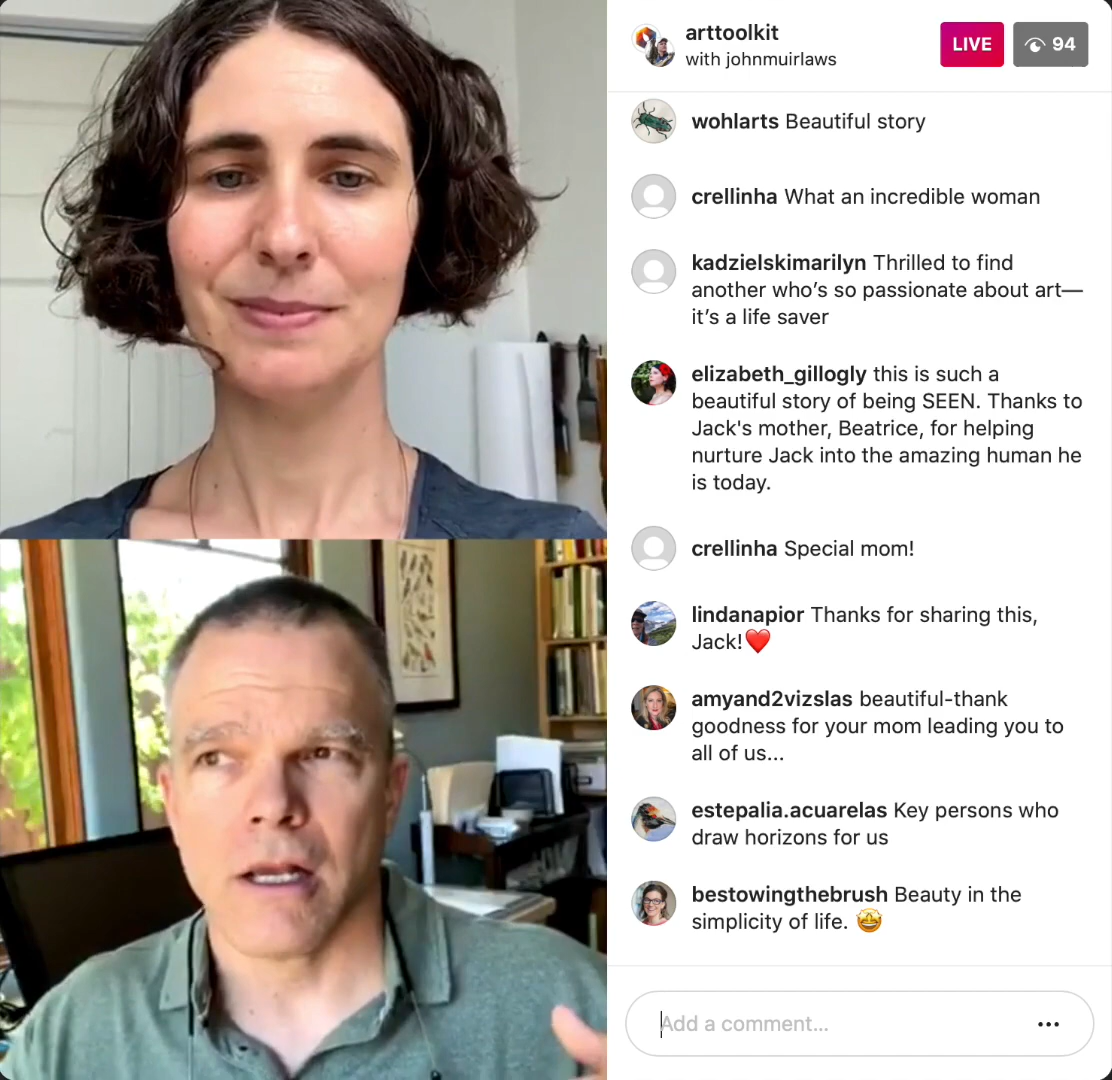 arttoolkit
with johnmuirlaws
LIVE
94
wohlarts Beautiful story
crellinha What an incredible woman
kadzielskimarilyn Thrilled to find
another who’s so passionate about art—
it’s a life saver
elizabeth_gillogly this is such a
beautiful story of being SEEN. Thanks to
Jack's mother, Beatrice, for helping
nurture Jack into the amazing human he
is today.
crellinha Special mom!
lindanapior Thanks for sharing this,
Jack!❤️
amyand2vizslas beautiful-thank
goodness for your mom leading you to
all of us...
estepalia.acuarelas Key persons who
draw horizons for us
bestowingthebrush Beauty in the
simplicity of life. 🤩
Add a comment...